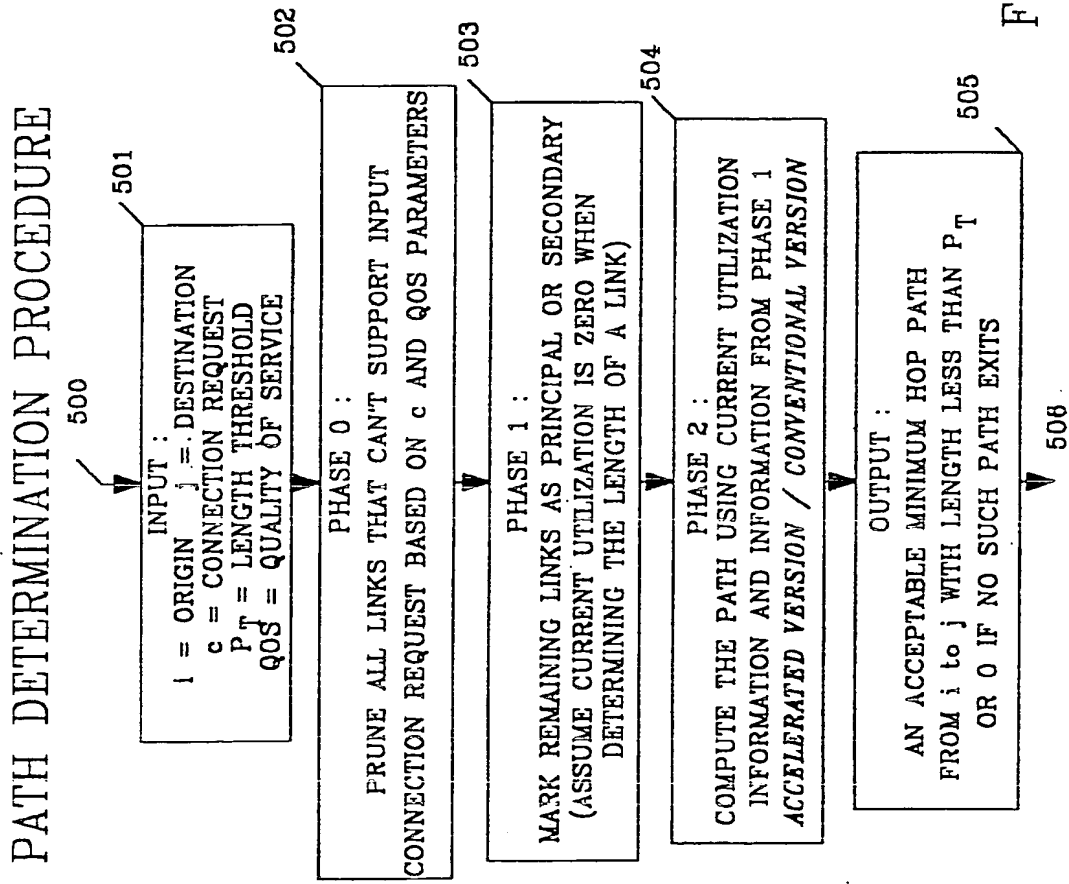 PATH DETERMINATION PROCEDURE
500
501
INPUT :
i = ORIGIN j = DESTINATION
c = CONNECTION REQUEST
PT = LENGTH THRESHOLD
QOS = QUALITY OF SERVICE
502
PHASE 0 :
PRUNE ALL LINKS THAT CAN'T SUPPORT INPUT
CONNECTION REQUEST BASED ON c AND QOS PARAMETERS
503
PHASE 1 :
MARK REMAINING LINKS AS PRINCIPAL OR SECONDARY
(ASSUME CURRENT UTILIZATION IS ZERO WHEN
DETERMINING THE LENGTH OF A LINK)
504
PHASE 2 :
COMPUTE THE PATH USING CURRENT UTILIZATION
INFORMATION AND INFORMATION FROM PHASE 1
ACCELERATED VERSION / CONVENTIONAL VERSION
505
OUTPUT :
AN ACCEPTABLE MINIMUM HOP PATH
FROM i to j WITH LENGTH LESS THAN PT
OR 0 IF NO SUCH PATH EXITS
506
F